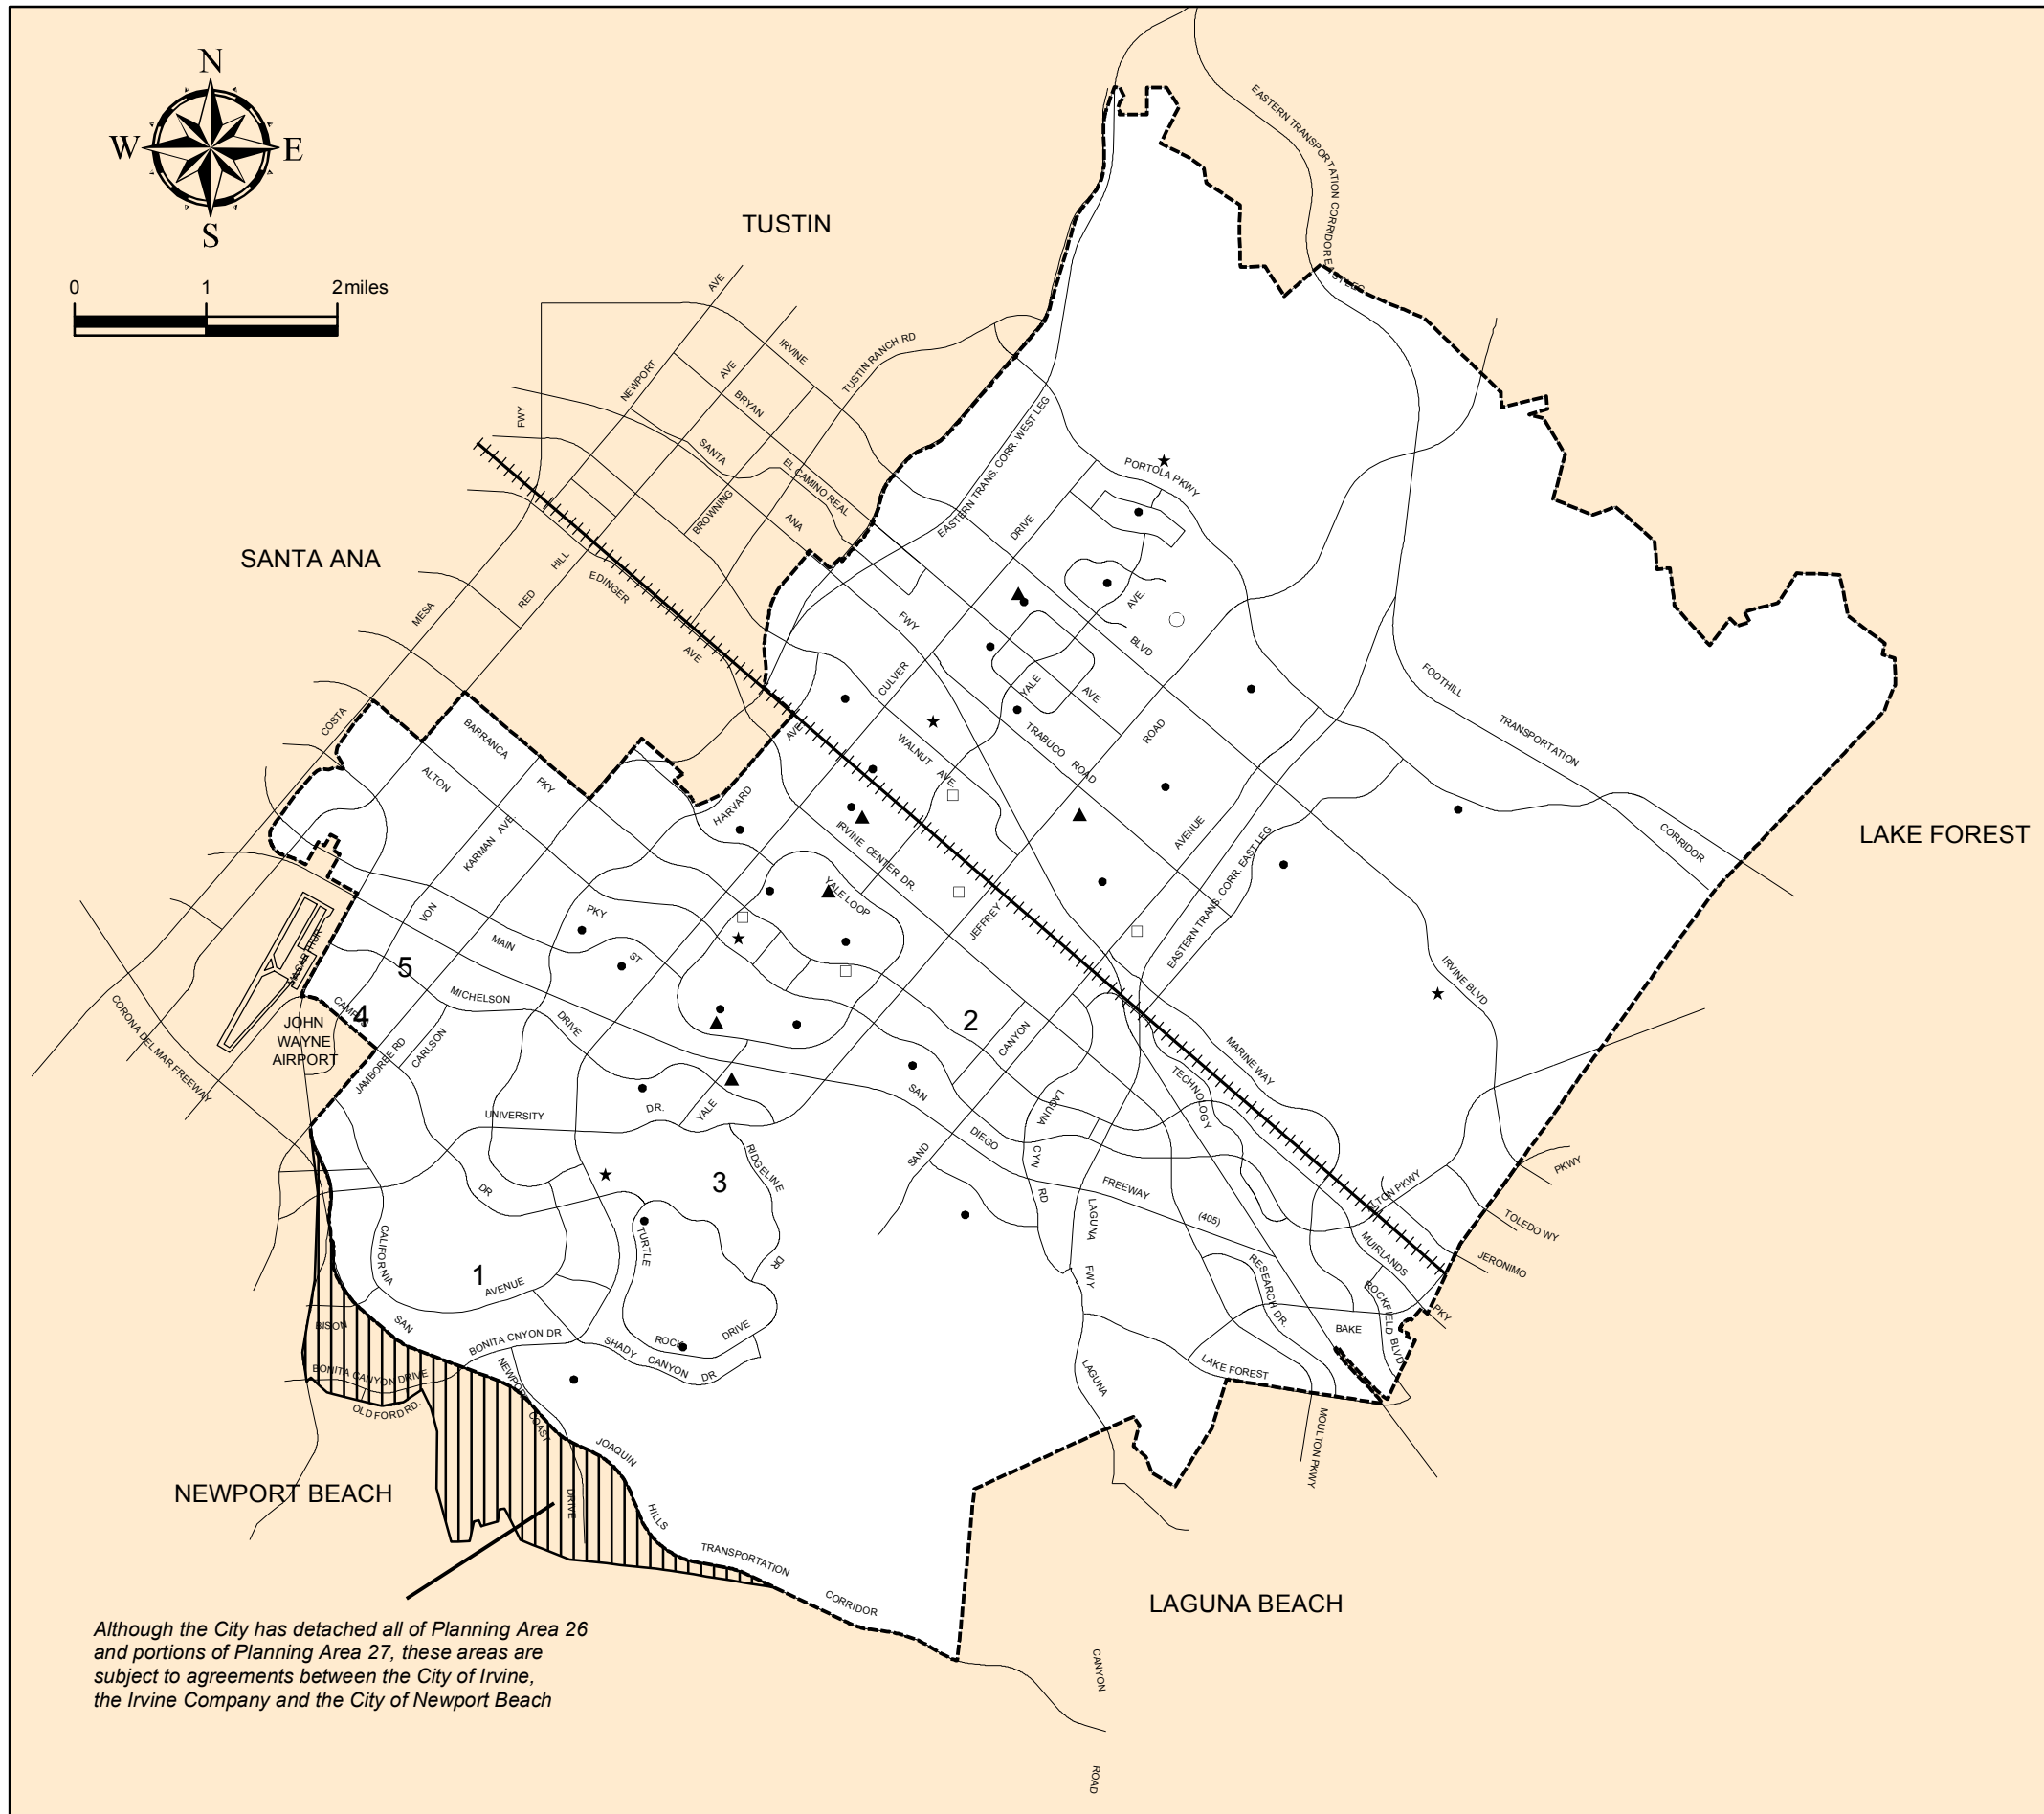 N
W
E
S
0
1
2 miles
TUSTIN
SANTA ANA
LAKE FOREST
NEWPORT BEACH
LAGUNA BEACH
JOHN
WAYNE
AIRPORT
EASTERN TRANSPORTATION CORRIDOR
NEWPORT
AVE
IRVINE
AVE
BRYAN
TUSTIN RANCH RD
FWY
SANTA
EL CAMINO REAL
BROWNING
ANA
EASTERN TRANS. CORR. WEST LEG
DRIVE
PORTOLA PKWY
HILL
RED
EDINGER
AVE
MESA
COSTA
FWY
CULVER
AVE.
BLVD
YALE
AVE
ROAD
TRABUCO
ROAD
FOOTHILL
TRANSPORTATION
CORRIDOR
BARRANCA
PKY
ALTON
KARMAN AVE.
VON
HARVARD
AVE
WALNUT
AVE
IRVINE CENTER DR.
YALE LOOP
JEFFREY
AVENUE
EASTERN TRANS. CORR. EAST LEG
IRVINE BLVD
PKY
MAIN
ST
5
MICHELSON
DRIVE
4
JAMBOREE RD
CARLSON
CORONA DEL MAR FREEWAY
2
CANYON
SAND
MARINE WAY
TECHNOLOGY
LAGUNA
CYN
RD
SAN
DIEGO
FREEWAY
(405)
UNIVERSITY
DR.
YALE
RIDGELINE
DR
3
DR
TURTLE
ROCK
DRIVE
CALIFORNIA
1
AVENUE
BONITA CNYON DR
SHADY
CANYON
DR.
LAGUNA
FWY
RESEARCH DR.
MUIRLANDS
PKY
ROCKFIELD BLVD
BAKE
LAKE FOREST
PKWY
TOLEDO WY
JERONIMO
BISON
SAN
BONITA CANYON DRIVE
OLD FORD RD.
NEWPORT
COAST
DRIVE
JOAQUIN
HILLS
TRANSPORTATION
CORRIDOR
LAGUNA
MOULTON PKWY
CANYON
ROAD
Although the City has detached all of Planning Area 26
and portions of Planning Area 27, these areas are
subject to agreements between the City of Irvine,
the Irvine Company and the City of Newport Beach